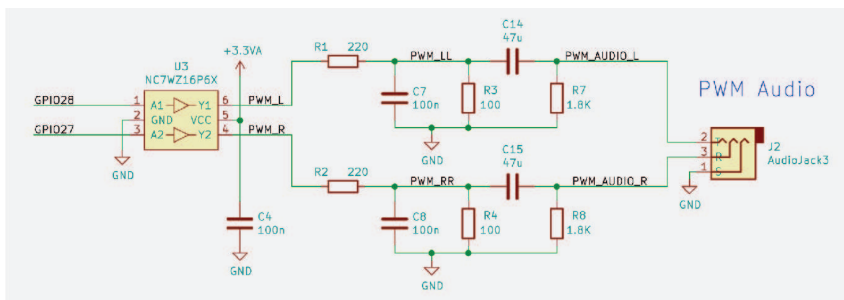 C14
47u
+3.3VA
R1 220
PWM_LL
PWM_AUDIO_L
U3
NC7WZ16P6X
C7
100n
R3
100
R7
1.8K
PWM Audio
GPIO28
1 A1 Y1 6
PWM_L
2 GND VCC 5
GPIO27
3 A2 Y2 4
PWM_R
GND
GND
C15
47u
2 T
3 R
1 S
J2
AudioJack3
R2 220
PWM_RR
PWM_AUDIO_R
GND
C4
100n
C8
100n
R4
100
R8
1.8K
GND
GND